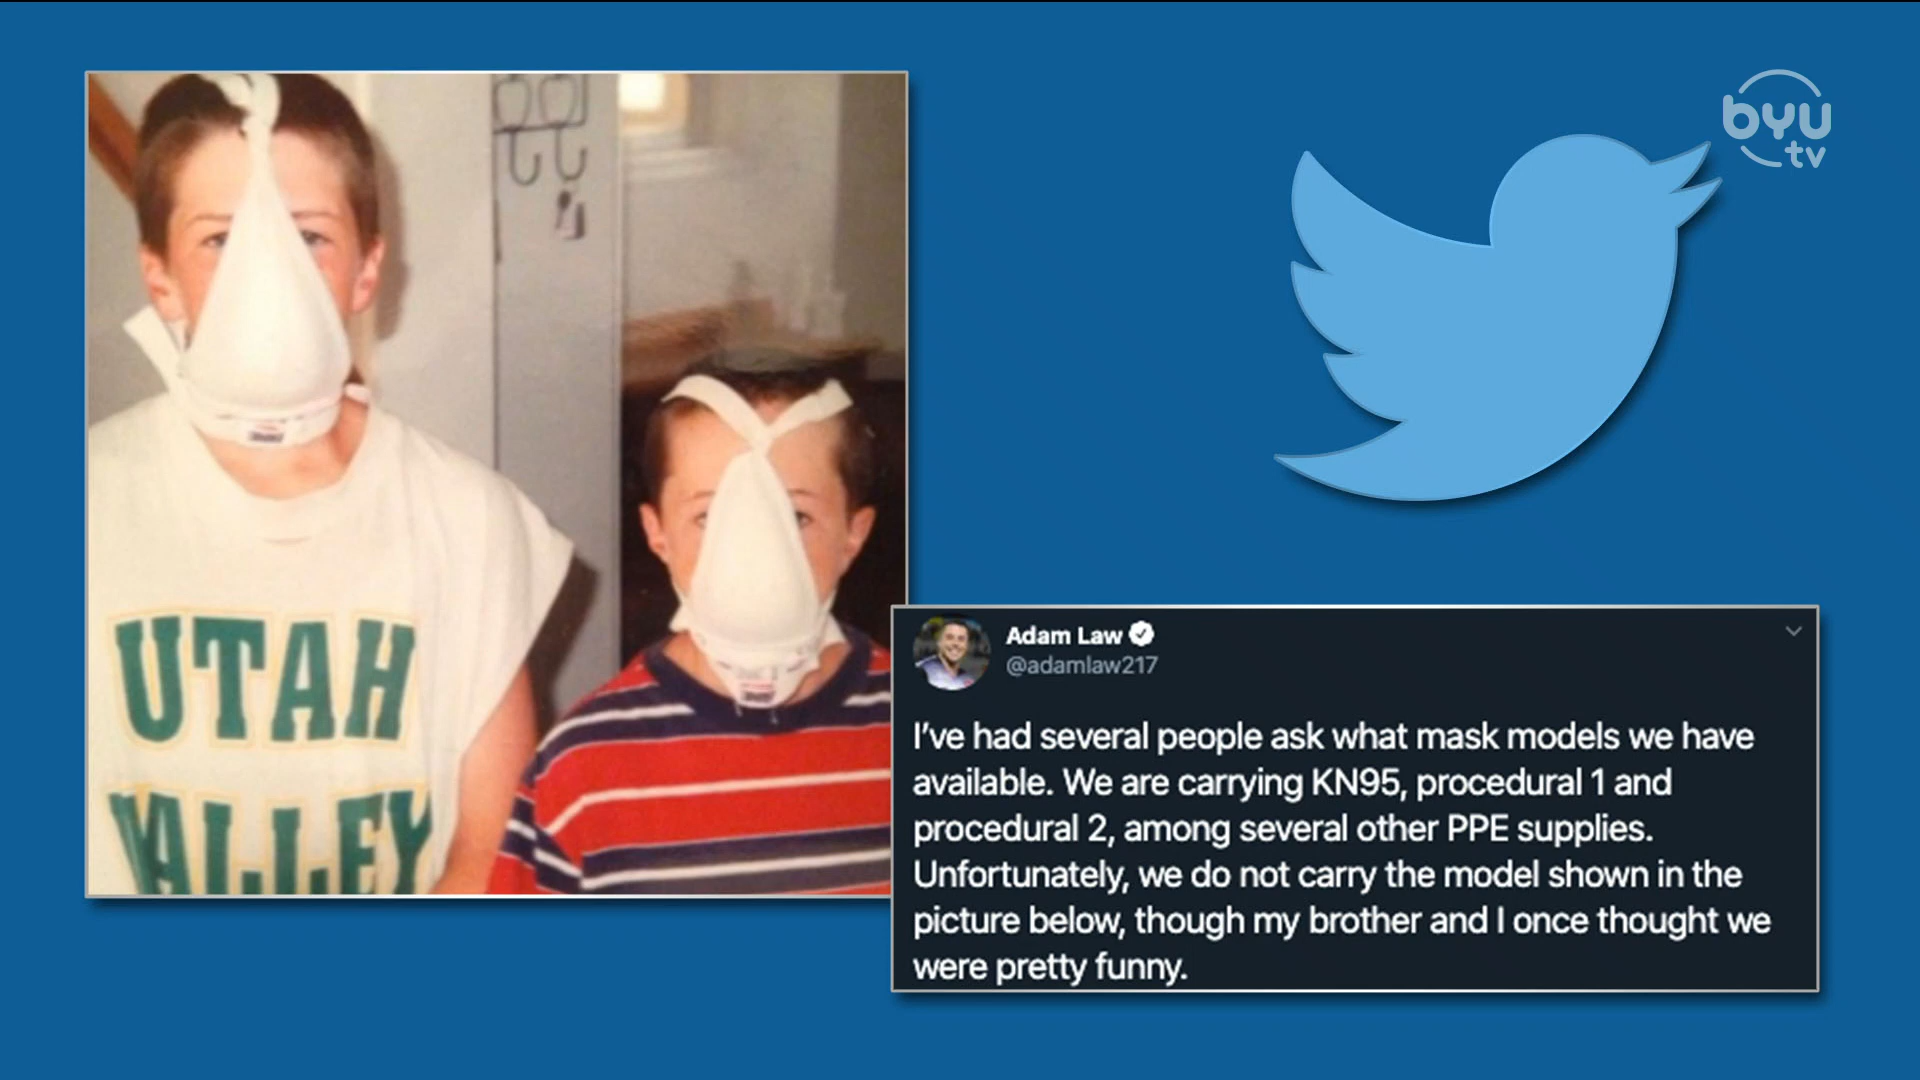 byu
tv
UTAH
VALLEY
Adam Law
@adamlaw217
I've had several people ask what mask models we have
available. We are carrying KN95, procedural 1 and
procedural 2, among several other PPE supplies.
Unfortunately, we do not carry the model shown in the
picture below, though my brother and I once thought we
were pretty funny.